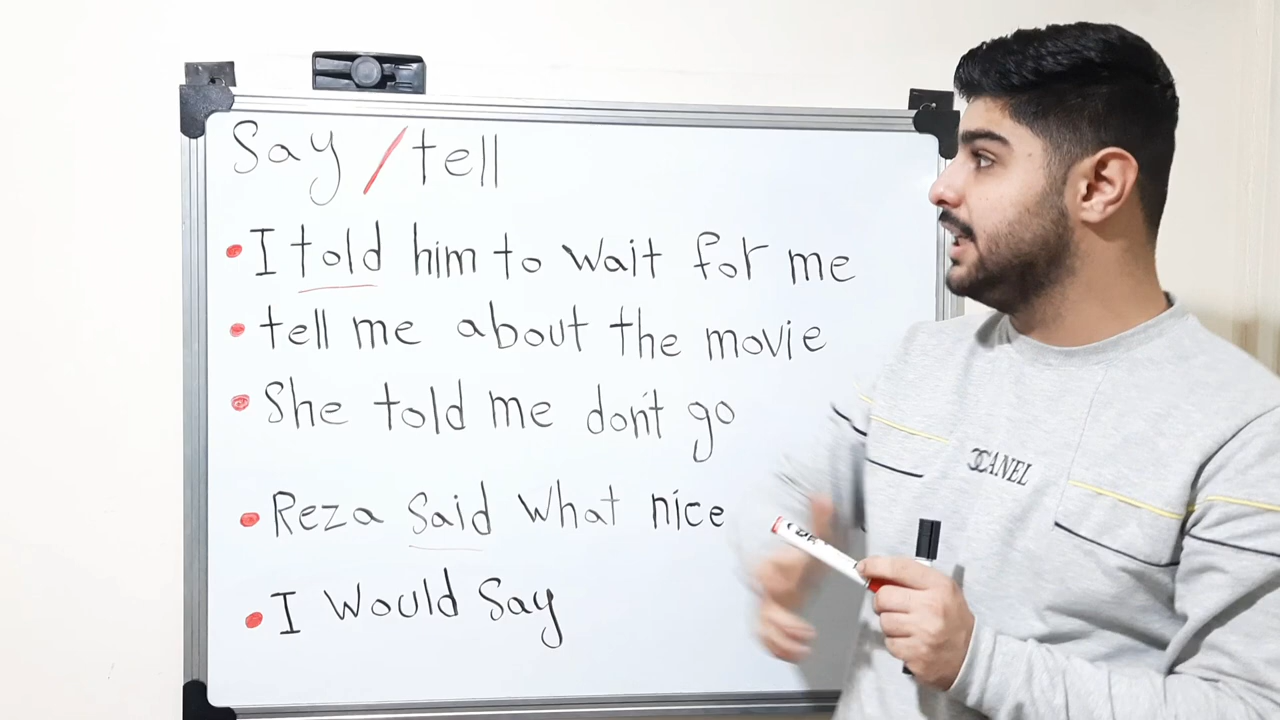 Say / tell
• I told him to wait for me
• tell me about the movie
• She told me don't go
• Reza said what nice
• I would say
CANEL